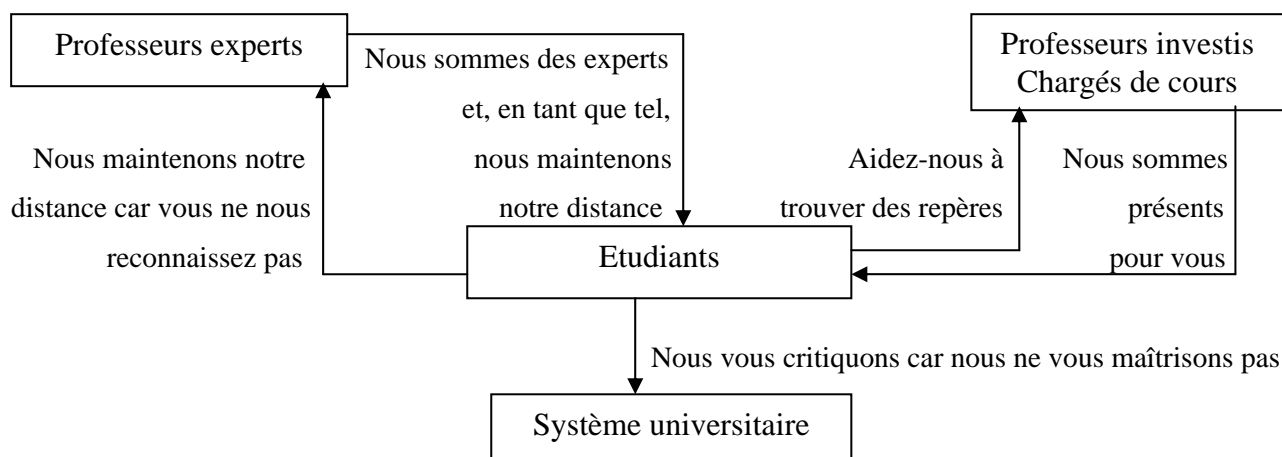 Professeurs experts
Nous sommes des experts
et, en tant que tel,
nous maintenons
notre distance
Professeurs investis
Chargés de cours
Nous maintenons notre
distance car vous ne nous
reconnaissez pas
Aidez-nous à
trouver des repères
Nous sommes
présents
pour vous
Etudiants
Nous vous critiquons car nous ne vous maîtrisons pas
Système universitaire